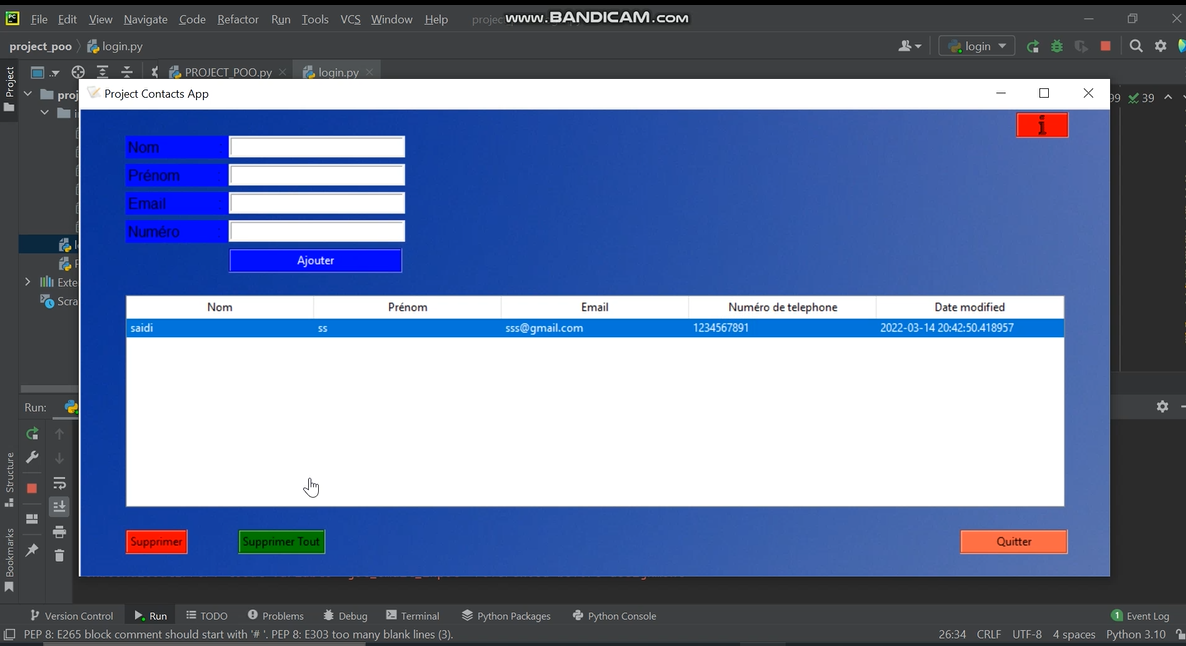 File Edit View Navigate Code Refactor Run Tools VCS Window Help
www.BANDICAM.com
project_poo login.py
login
PROJECT_POO.py login.py
Project
Project Contacts App
99 39
i
Nom
Prénom
Email
Numéro
Ajouter
Nom Prénom Email Numéro de telephone Date modified
saidi ss sss@gmail.com 1234567891 2022-03-14 20:42:50.418957
Supprimer Supprimer Tout Quitter
Run:
Structure
Bookmarks
Version Control Run TODO Problems Debug Terminal Python Packages Python Console 1 Event Log
PEP 8: E265 block comment should start with '# '. PEP 8: E303 too many blank lines (3). 26:34 CRLF UTF-8 4 spaces Python 3.10